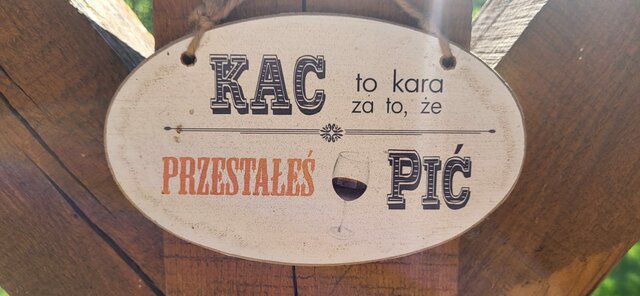 KAC to kara
za to, że
PRZESTAŁEŚ PIĆ